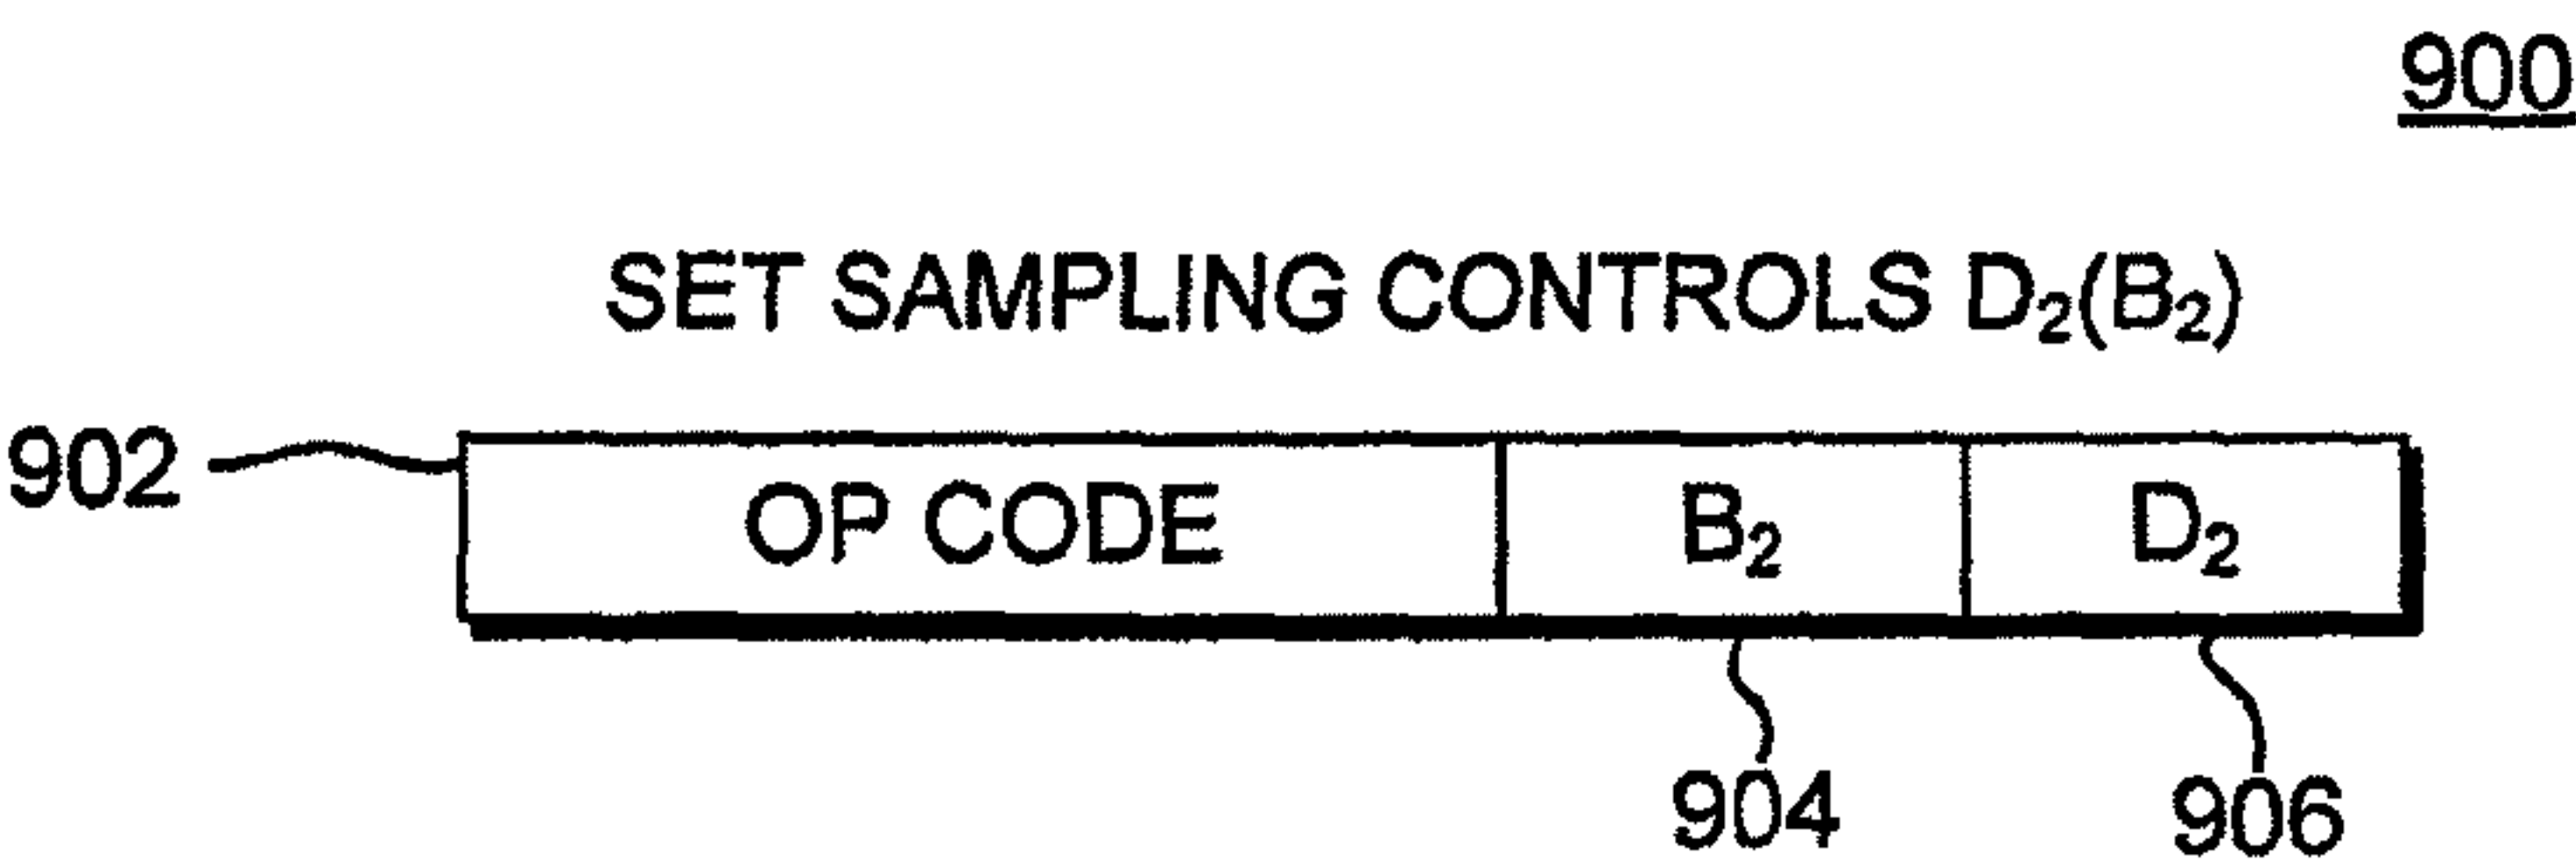 900
SET SAMPLING CONTROLS D₂(B₂)
902 OP CODE B₂ D₂
904 906